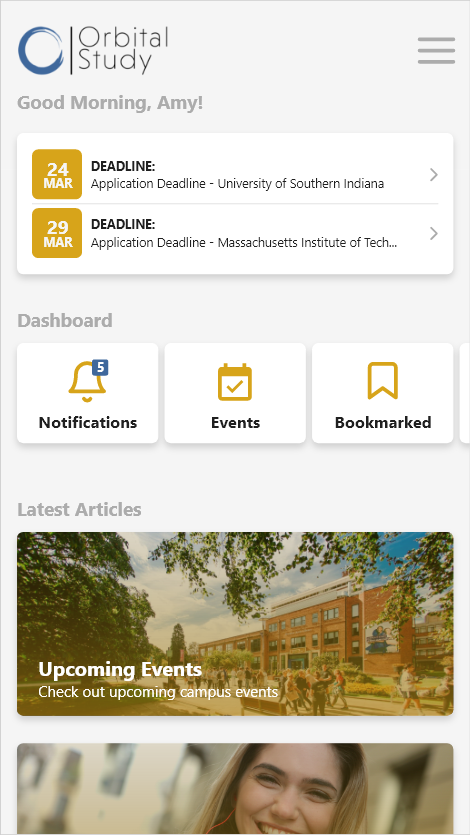 Orbital
Study
Good Morning, Amy!
24
MAR
DEADLINE:
Application Deadline - University of Southern Indiana
29
MAR
DEADLINE:
Application Deadline - Massachusetts Institute of Tech...
Dashboard
5
Notifications
Events
Bookmarked
Latest Articles
Upcoming Events
Check out upcoming campus events